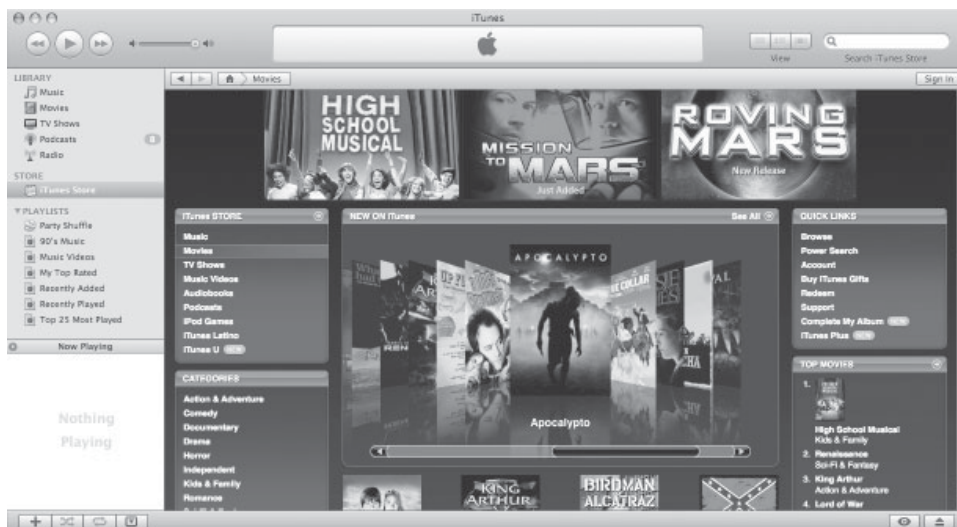 iTunes
View
Search iTunes Store
LIBRARY
Music
Movies
TV Shows
Podcasts
Radio
STORE
iTunes Store
PLAYLISTS
Party Shuffle
90's Music
Music Videos
My Top Rated
Recently Added
Recently Played
Top 25 Most Played
Now Playing
Nothing
Playing
Movies
Sign In
HIGH
SCHOOL
MUSICAL
MISSION
TO MARS
Just Added
ROVING
MARS
New Release
iTunes STORE
Music
Movies
TV Shows
Music Videos
Audiobooks
Podcasts
iPod Games
iTunes Latino
iTunes U NEW
CATEGORIES
Action & Adventure
Comedy
Documentary
Drama
Horror
Independent
Kids & Family
Romance
NEW ON iTunes
See All
APOCALYPTO
Apocalypto
KING
ARTHUR
BIRDMAN
ALCATRAZ
QUICK LINKS
Browse
Power Search
Account
Buy iTunes Gifts
Redeem
Support
Complete My Album NEW
iTunes Plus NEW
TOP MOVIES
1.
High School Musical
Kids & Family
2. Renaissance
Sci-Fi & Fantasy
3. King Arthur
Action & Adventure
4. Lord of War